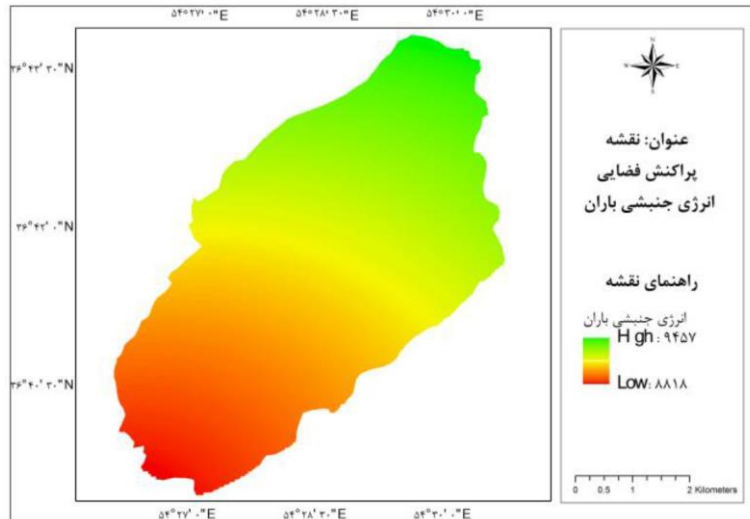 ۵۴°۲۷'۰"E ۵۴°۲۸'۳۰"E ۵۴°۳۰'۰"E
۳۶°۴۳'۳۰"N
۳۶°۴۲'۰"N
۳۶°۴۰'۳۰"N
۵۴°۲۷'۰"E ۵۴°۲۸'۳۰"E ۵۴°۳۰'۰"E
N
W E
S
عنوان: نقشه
پراکنش فضایی
انرژی جنبشی باران
راهنمای نقشه
انرژی جنبشی باران
High : ۹۴۵۷
Low : ۸۸۱۸
0 0.5 1 2 Kilometers